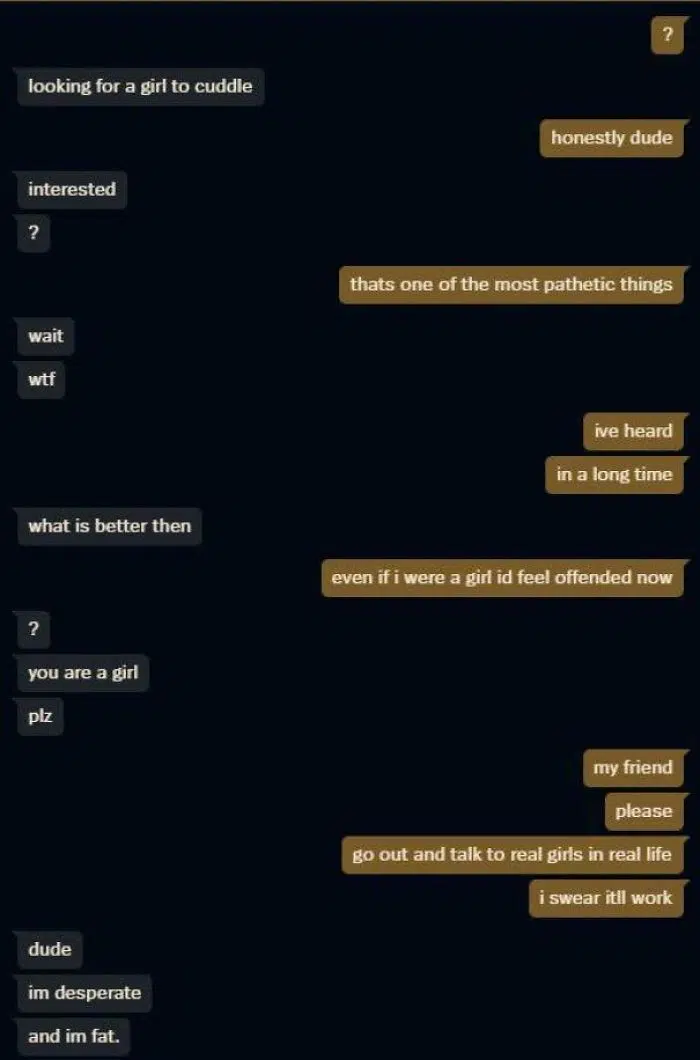 ?
looking for a girl to cuddle
honestly dude
interested
?
thats one of the most pathetic things
wait
wtf
ive heard
in a long time
what is better then
even if i were a girl id feel offended now
?
you are a girl
plz
my friend
please
go out and talk to real girls in real life
i swear itll work
dude
im desperate
and im fat.